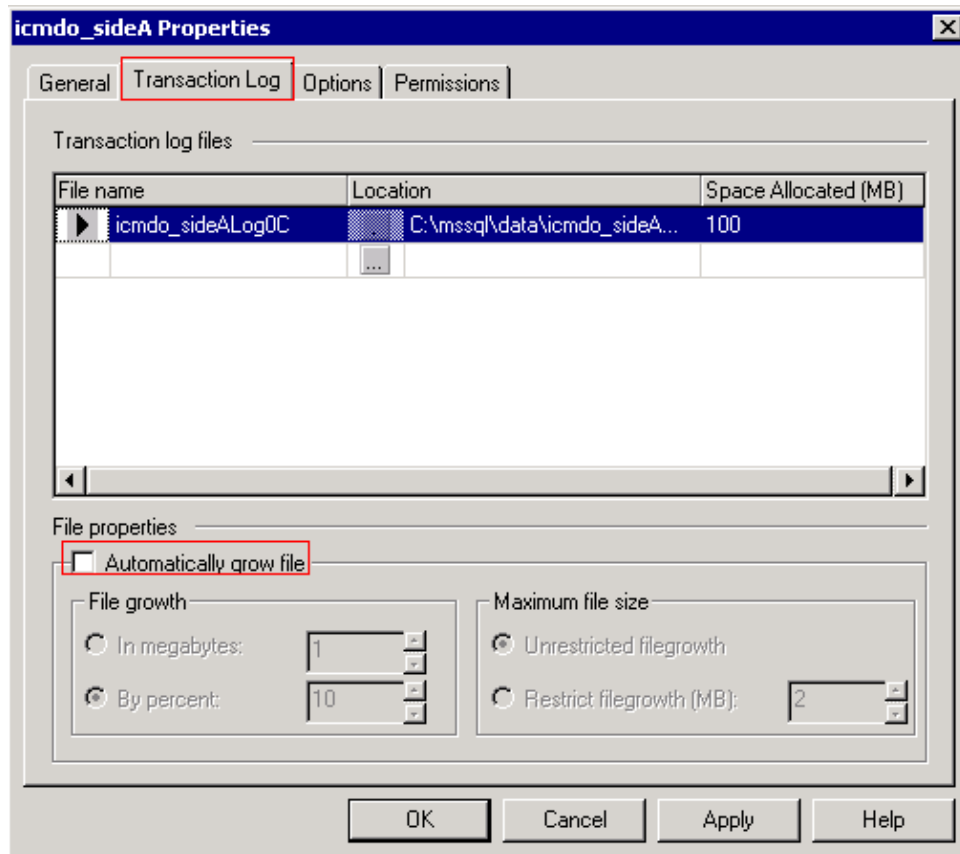 icmdo_sideA Properties
General Transaction Log Options Permissions
Transaction log files
File name Location Space Allocated (MB)
icmdo_sideALog0C ... C:\mssql\data\icmdo_sideA... 100
...
File properties
Automatically grow file
File growth Maximum file size
In megabytes: 1 Unrestricted filegrowth
By percent: 10 Restrict filegrowth (MB): 2
OK Cancel Apply Help